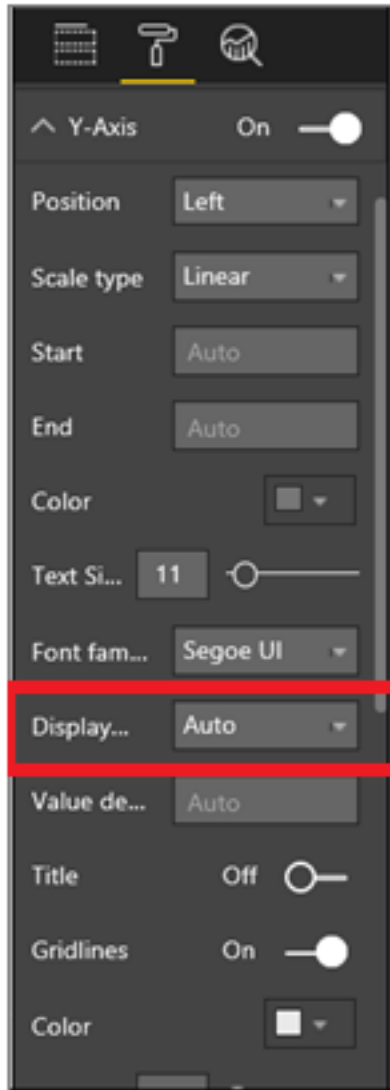 Y-Axis On
Position Left
Scale type Linear
Start Auto
End Auto
Color
Text Si... 11
Font fam... Segoe UI
Display... Auto
Value de... Auto
Title Off
Gridlines On
Color